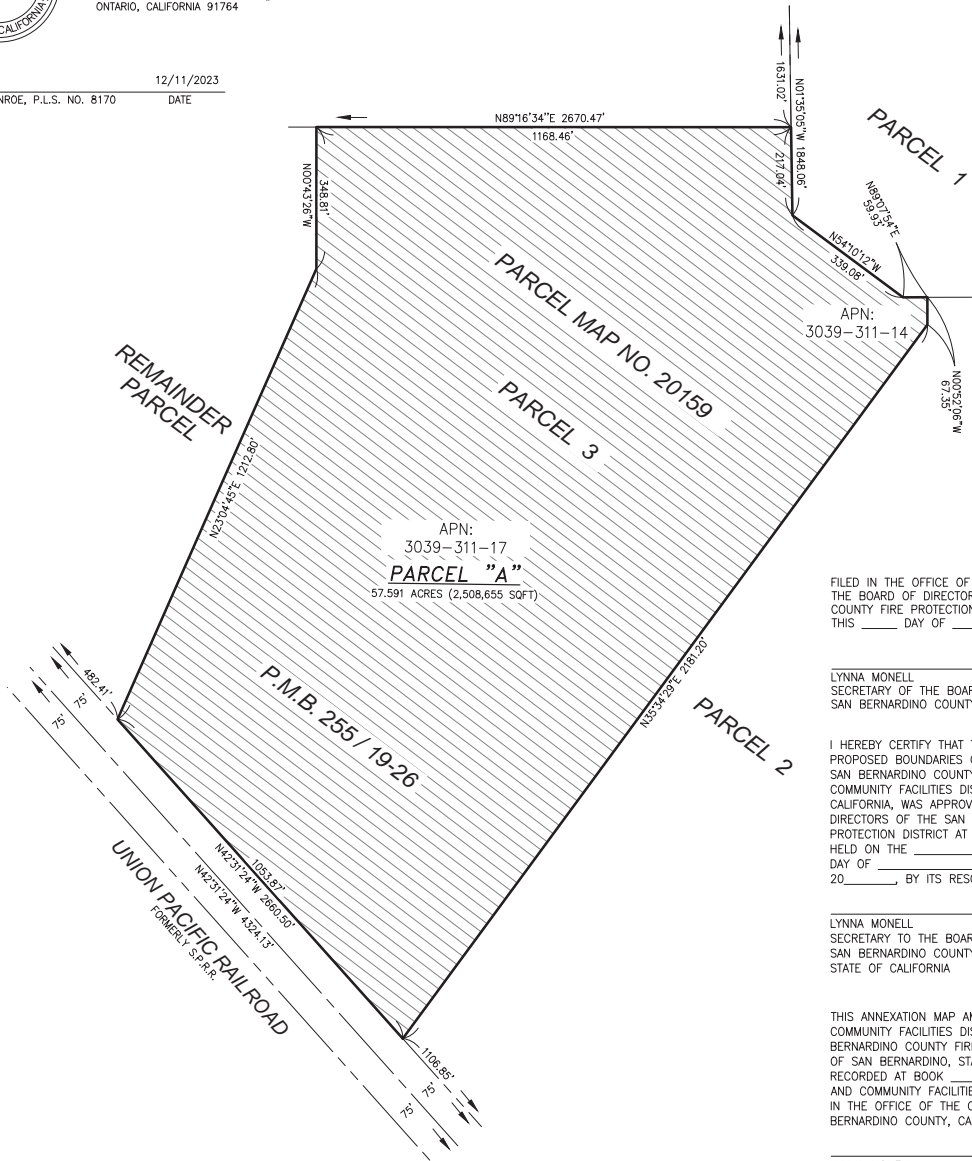 CALIFORNIA
ONTARIO, CALIFORNIA 91764
12/11/2023
NROE, P.L.S. NO. 8170 DATE
N89°16'34"E 2670.47'
1168.46'
1631.02'
N01°35'05"W 1848.06'
217.04'
PARCEL 1
N89°07'54"E
59.93'
N54°10'12"W
339.08'
N00°43'26"W
348.81'
APN:
3039-311-14
N00°52'06"W
67.35'
PARCEL MAP NO. 20159
PARCEL 3
REMAINDER
PARCEL
N23°04'45"E 1212.80'
APN:
3039-311-17
PARCEL "A"
57.591 ACRES (2,508,655 SQFT)
N35°34'29"E 2181.20'
PARCEL 2
P.M.B. 255 / 19-26
482.41'
75'
75'
1053.87'
N42°31'24"W 2660.50'
N42°31'24"W 4324.13'
UNION PACIFIC RAILROAD
FORMERLY S.P.R.R.
1106.85'
75'
75'
FILED IN THE OFFICE OF
THE BOARD OF DIRECTOR
COUNTY FIRE PROTECTION
THIS _____ DAY OF __
LYNNA MONELL
SECRETARY OF THE BOAR
SAN BERNARDINO COUNTY
I HEREBY CERTIFY THAT T
PROPOSED BOUNDARIES O
SAN BERNARDINO COUNTY
COMMUNITY FACILITIES DIS
CALIFORNIA, WAS APPROV
DIRECTORS OF THE SAN
PROTECTION DISTRICT AT
HELD ON THE ________
DAY OF ____________
20______, BY ITS RESO
LYNNA MONELL
SECRETARY TO THE BOAR
SAN BERNARDINO COUNTY
STATE OF CALIFORNIA
THIS ANNEXATION MAP AM
COMMUNITY FACILITIES DIS
BERNARDINO COUNTY FIR
OF SAN BERNARDINO, STA
RECORDED AT BOOK ____
AND COMMUNITY FACILITIE
IN THE OFFICE OF THE C
BERNARDINO COUNTY, CA